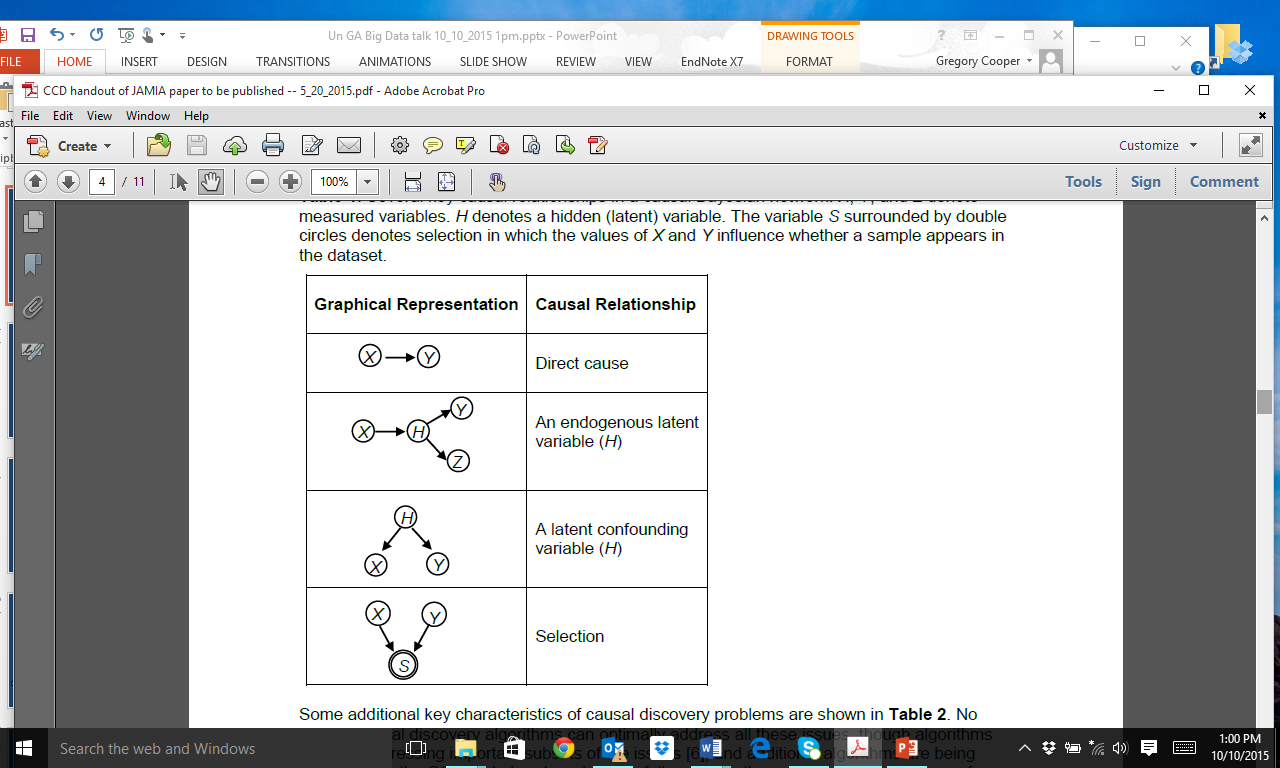 Un GA Big Data talk 10_10_2015 1pm.pptx - PowerPoint
DRAWING TOOLS
?
FILE
HOME
INSERT
DESIGN
TRANSITIONS
ANIMATIONS
SLIDE SHOW
REVIEW
VIEW
EndNote X7
FORMAT
Gregory Cooper
CCD handout of JAMIA paper to be published -- 5_20_2015.pdf - Adobe Acrobat Pro
File Edit View Window Help
Create
Customize
4 / 11
100%
Tools
Sign
Comment
measured variables. H denotes a hidden (latent) variable. The variable S surrounded by double
circles denotes selection in which the values of X and Y influence whether a sample appears in
the dataset.
Graphical Representation
Causal Relationship
X
Y
Direct cause
X
H
Y
Z
An endogenous latent
variable (H)
H
X
Y
A latent confounding
variable (H)
X
Y
S
Selection
Some additional key characteristics of causal discovery problems are shown in Table 2. No
Search the web and Windows
1:00 PM
10/10/2015